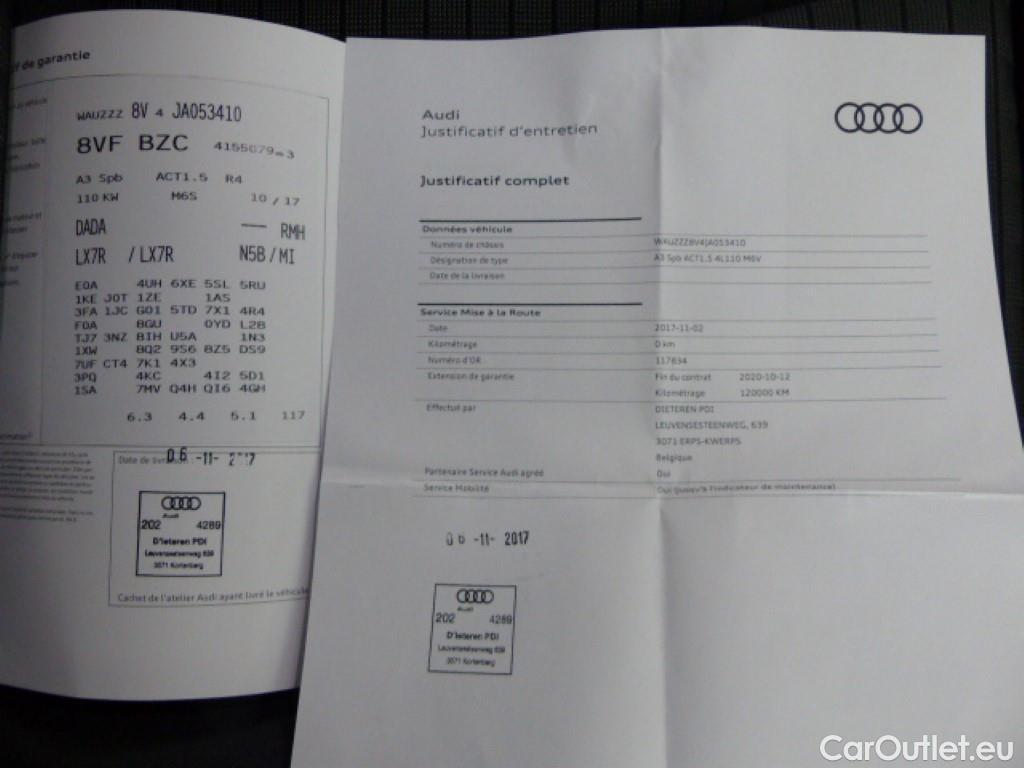 de garantie
WAUZZZ 8V 4 JA053410
8VF BZC 4155079=3
A3 Spb ACT1.5 R4
110 KW M6S 10/17
DADA — RMH
LX7R /LX7R N5B/MI
E0A 4UH 6XE 5SL 5RU
1KE J0T 1ZE 1AS
3FA 1JC G01 5TD 7X1 4R4
F0A 8GU 0YD L2B
TJ7 3NZ 8IH U5A 1N3
1XW 8Q2 9S6 8Z5 DS9
7UF CT4 7K1 4X3
3PQ 4KC 4I2 5D1
1SA 7MV Q4H QI6 4GH
6.3 4.4 5.1 117
Date de 06 -11- 2017
Audi
202 4289
D'Ieteren PDI
Leuvensesteenweg 639
3071 Kortenberg
Cachet de l'atelier Audi ayant livré le véhicule
Audi
Justificatif d'entretien
Justificatif complet
Données véhicule
Numéro de châssis WAUZZZ8V4JA053410
Désignation de type A3 Spb ACT1.5 4L110 M6V
Date de la livraison
Service Mise à la Route
Date 2017-11-02
Kilométrage 0 km
Numéro d'OR 117834
Extension de garantie Fin du contrat 2020-10-12
Kilométrage 120000 KM
Effectué par DIETEREN PDI
LEUVENSESTEENWEG, 639
3071 ERPS-KWERPS
Belgique
Partenaire Service Audi agréé Oui
Service Mobilité Oui (jusqu'à l'indicateur de maintenance)
06 -11- 2017
Audi
202 4289
D'Ieteren PDI
Leuvensesteenweg 639
3071 Kortenberg
CarOutlet.eu